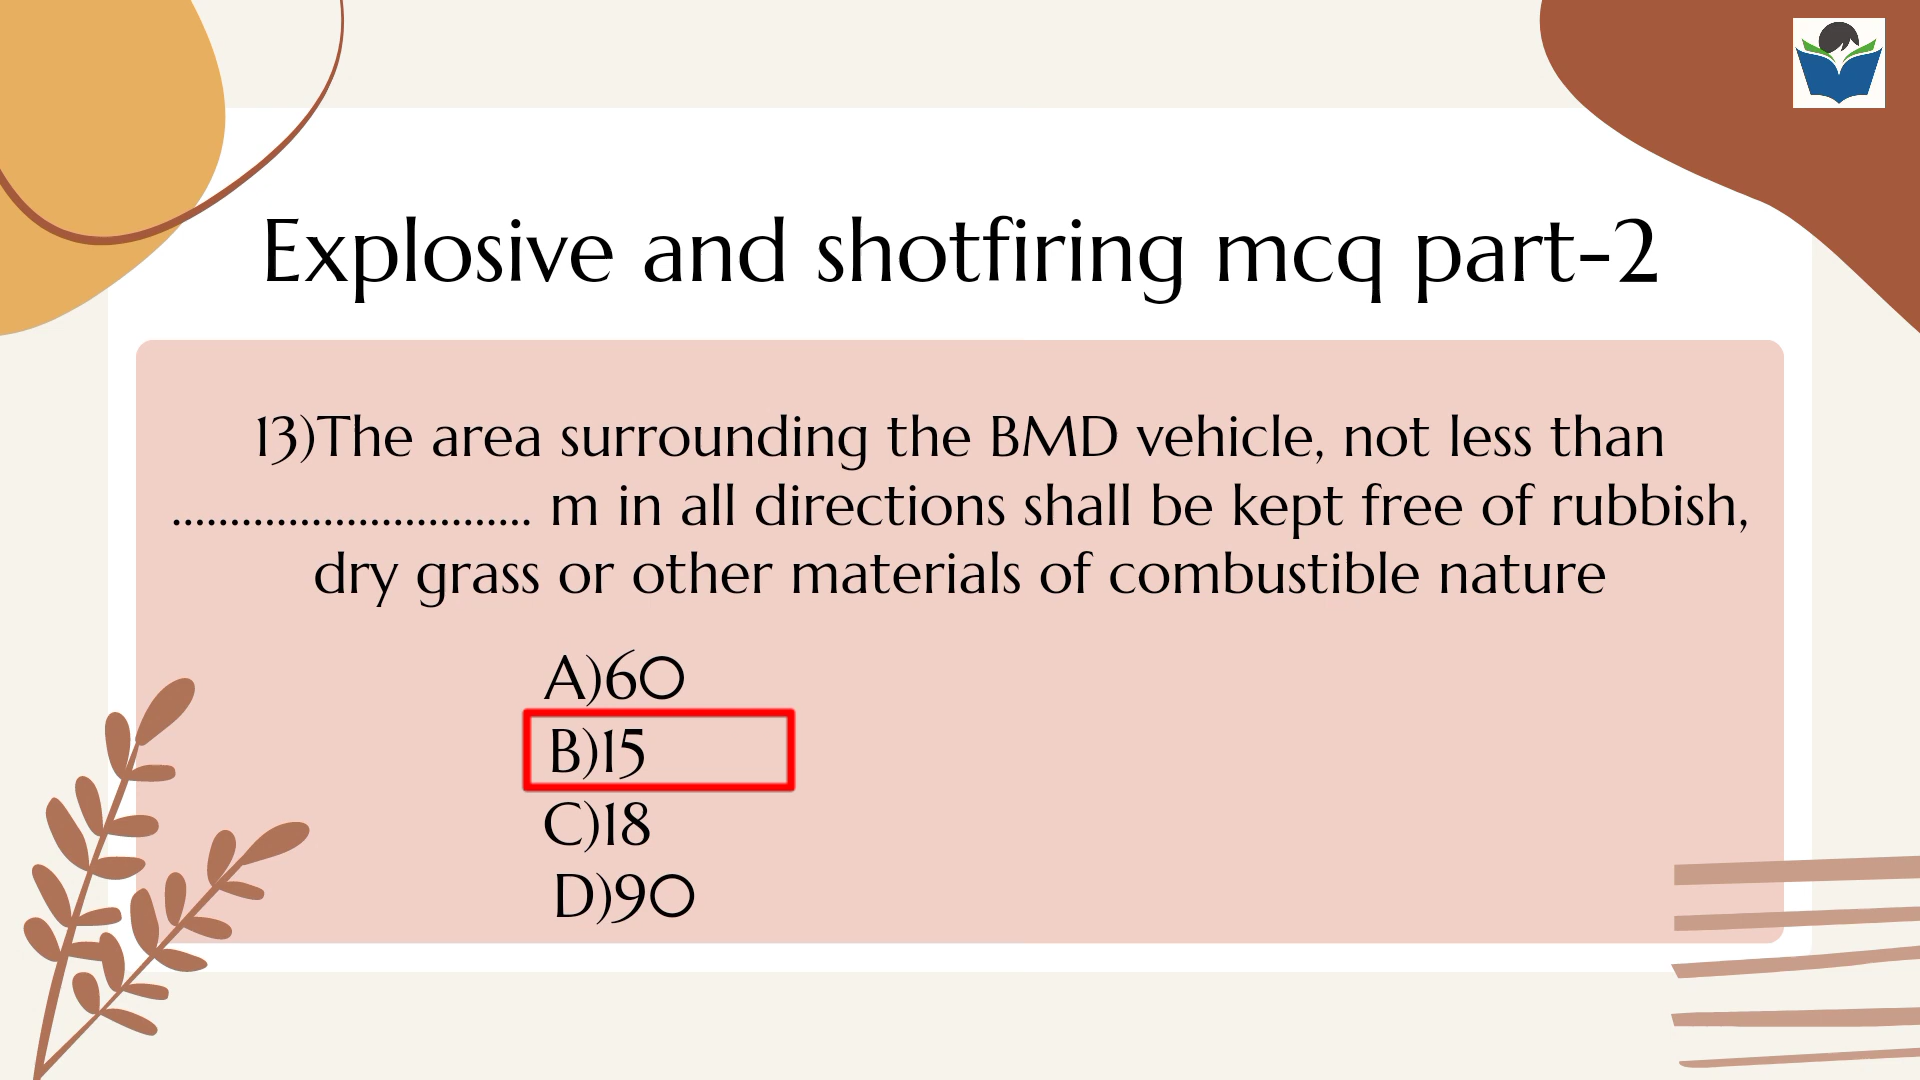 Explosive and shotfiring mcq part-2
13)The area surrounding the BMD vehicle, not less than
.............................. m in all directions shall be kept free of rubbish,
dry grass or other materials of combustible nature
A)60
B)15
C)18
D)90